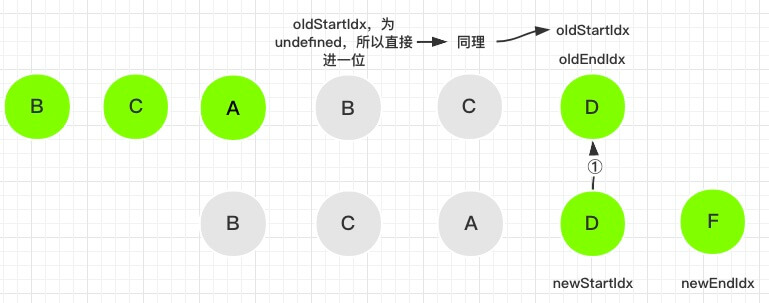 oldStartIdx，为
undefined，所以直接
进一位
同理
oldStartIdx
oldEndIdx
B
C
A
B
C
D
①
B
C
A
D
F
newStartIdx
newEndIdx